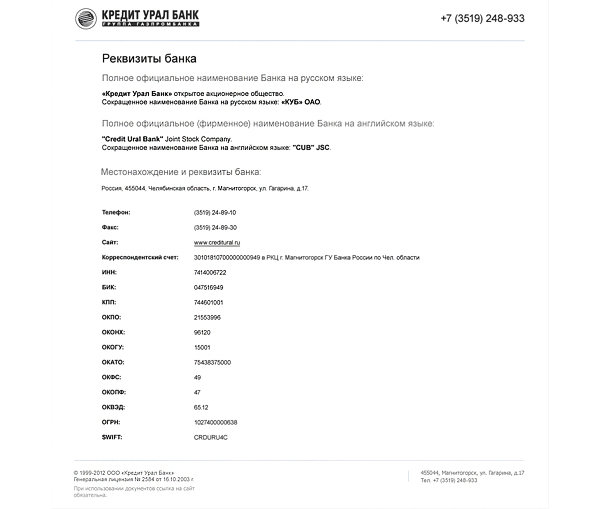 КРЕДИТ УРАЛ БАНК
ГРУППА ГАЗПРОМБАНКА
+7 (3519) 248-933
Реквизиты банка
Полное официальное наименование Банка на русском языке:
«Кредит Урал Банк» открытое акционерное общество.
Сокращенное наименование Банка на русском языке: «КУБ» ОАО.
Полное официальное (фирменное) наименование Банка на английском языке:
"Credit Ural Bank" Joint Stock Company.
Сокращенное наименование Банка на английском языке: "CUB" JSC.
Местонахождение и реквизиты банка:
Россия, 455044, Челябинская область, г. Магнитогорск, ул. Гагарина, д.17.
Телефон: (3519) 24-89-10
Факс: (3519) 24-89-30
Сайт: www.creditural.ru
Корреспондентский счет: 30101810700000000949 в РКЦ г. Магнитогорск ГУ Банка России по Чел. области
ИНН: 7414006722
БИК: 047516949
КПП: 744601001
ОКПО: 21553996
ОКОНХ: 96120
ОКОГУ: 15001
ОКАТО: 75438375000
ОКФС: 49
ОКОПФ: 47
ОКВЭД: 65.12
ОГРН: 1027400000638
SWIFT: CRDURU4C
© 1999-2012 ООО «Кредит Урал Банк»
Генеральная лицензия № 2584 от 16.10.2003 г.
При использовании документов ссылка на сайт
обязательна.
455044, Магнитогорск, ул. Гагарина, д.17
Тел. +7 (3519) 248-933